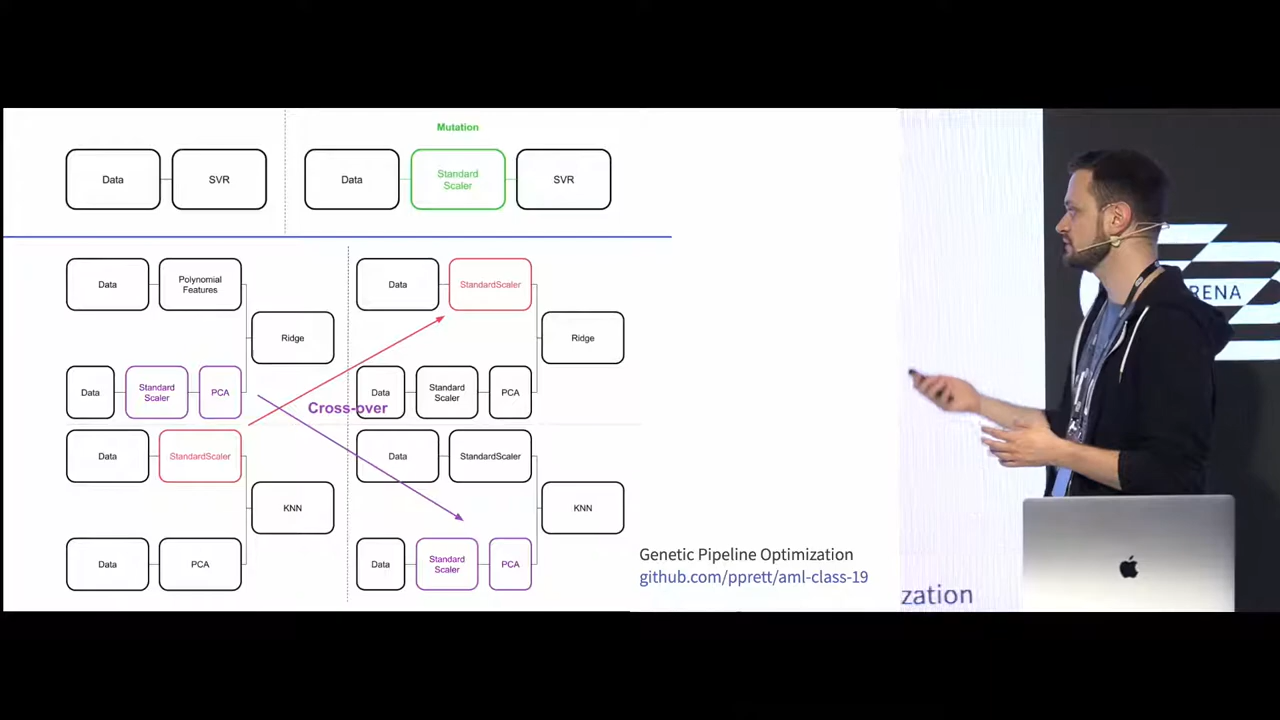 Mutation
Data
SVR
Data
Standard
Scaler
SVR
Data
Polynomial
Features
Ridge
Data
Standard
Scaler
PCA
Data
StandardScaler
Ridge
Data
Standard
Scaler
PCA
Cross-over
Data
StandardScaler
KNN
Data
PCA
Data
StandardScaler
KNN
Data
Standard
Scaler
PCA
Genetic Pipeline Optimization
github.com/pprett/aml-class-19
zation
RENA